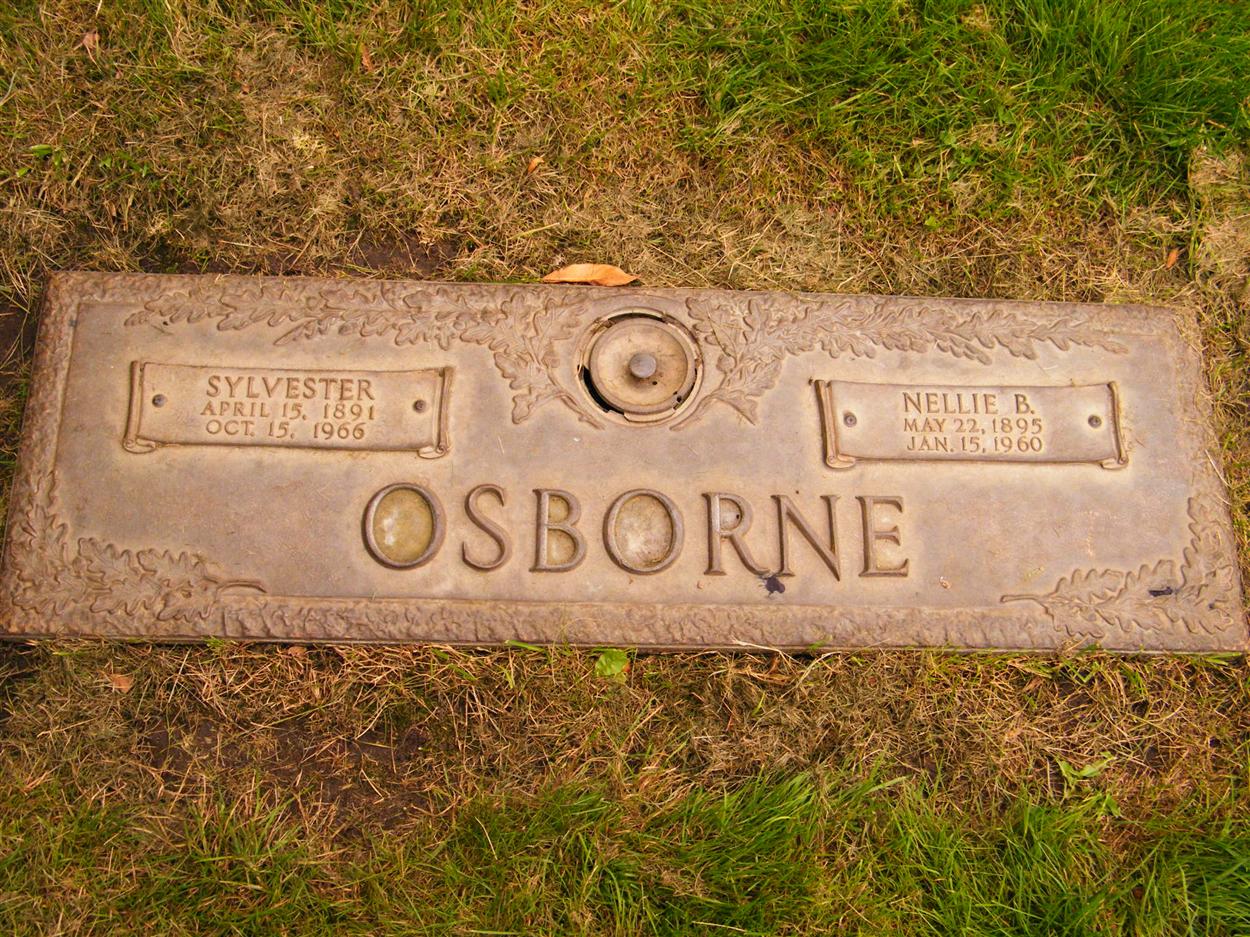 SYLVESTER
APRIL 15, 1891
OCT. 15, 1966
NELLIE B.
MAY 22, 1895
JAN. 15, 1960
OSBORNE